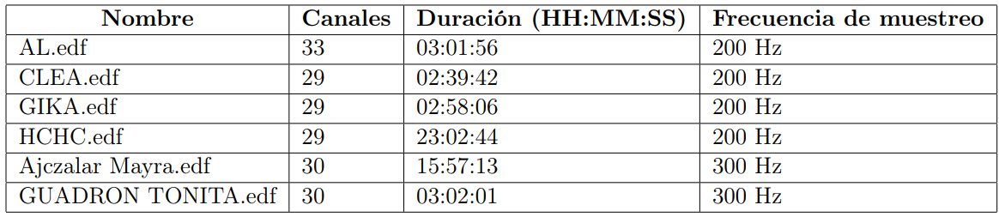 Nombre Canales Duración (HH:MM:SS) Frecuencia de muestreo
AL.edf 33 03:01:56 200 Hz
CLEA.edf 29 02:39:42 200 Hz
GIKA.edf 29 02:58:06 200 Hz
HCHC.edf 29 23:02:44 200 Hz
Ajczalar Mayra.edf 30 15:57:13 300 Hz
GUADRON TONITA.edf 30 03:02:01 300 Hz